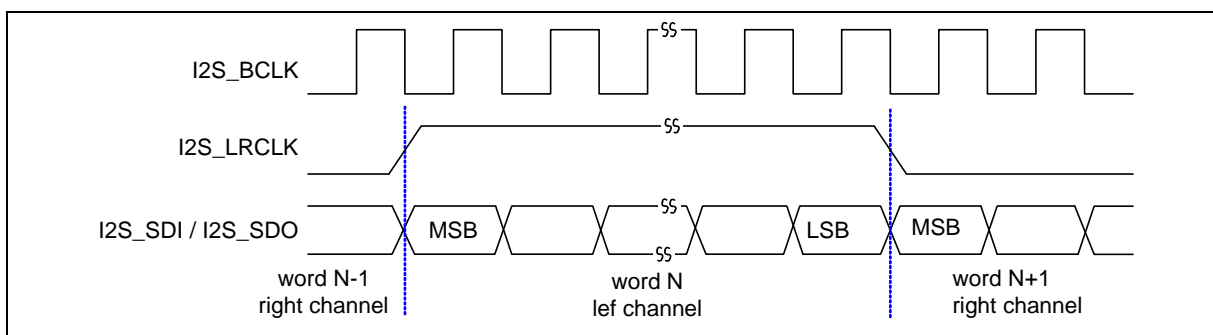 I2S_BCLK
I2S_LRCLK
I2S_SDI / I2S_SDO
MSB
LSB
MSB
word N-1
right channel
word N
lef channel
word N+1
right channel